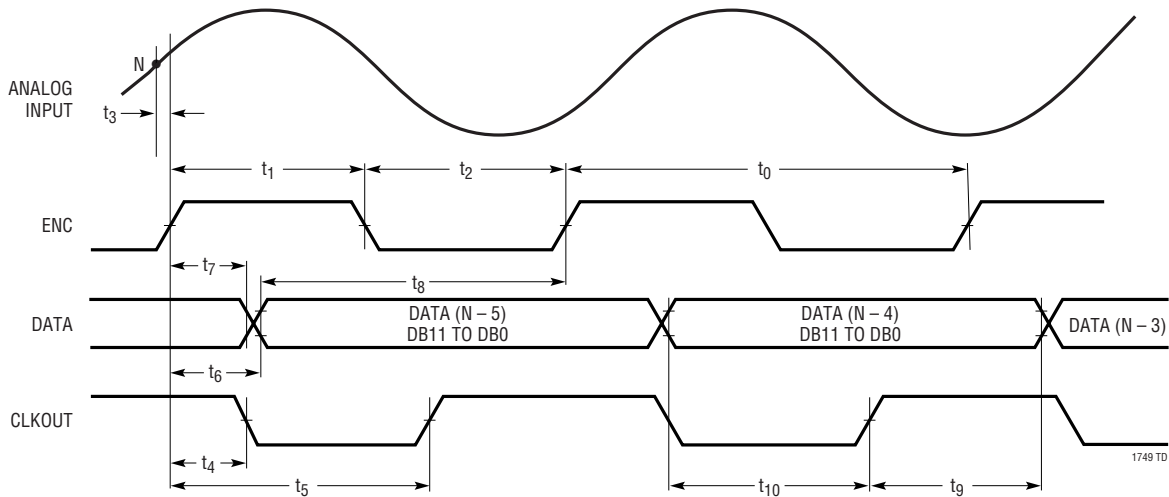 N
ANALOG
INPUT
t3
t1
t2
t0
ENC
t7
t8
DATA
DATA (N – 5)
DB11 TO DB0
DATA (N – 4)
DB11 TO DB0
DATA (N – 3)
t6
CLKOUT
1749 TD
t4
t5
t10
t9